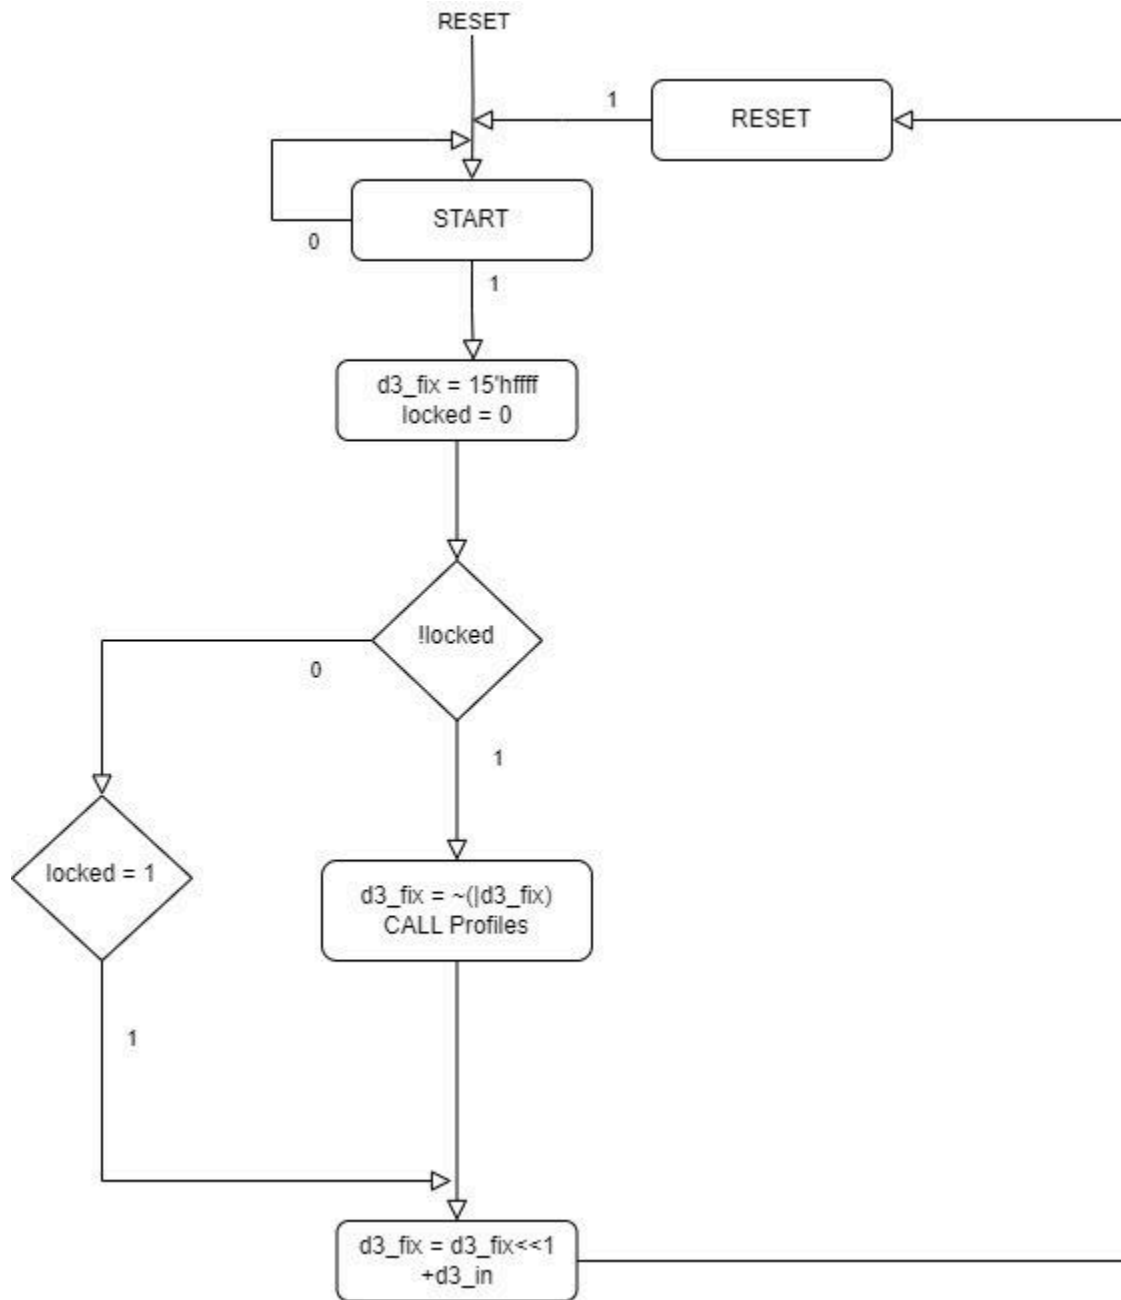 RESET
1
RESET
START
0
1
d3_fix = 15'hffff
locked = 0
!locked
0
1
locked = 1
d3_fix = ~(|d3_fix)
CALL Profiles
1
d3_fix = d3_fix<<1
+d3_in